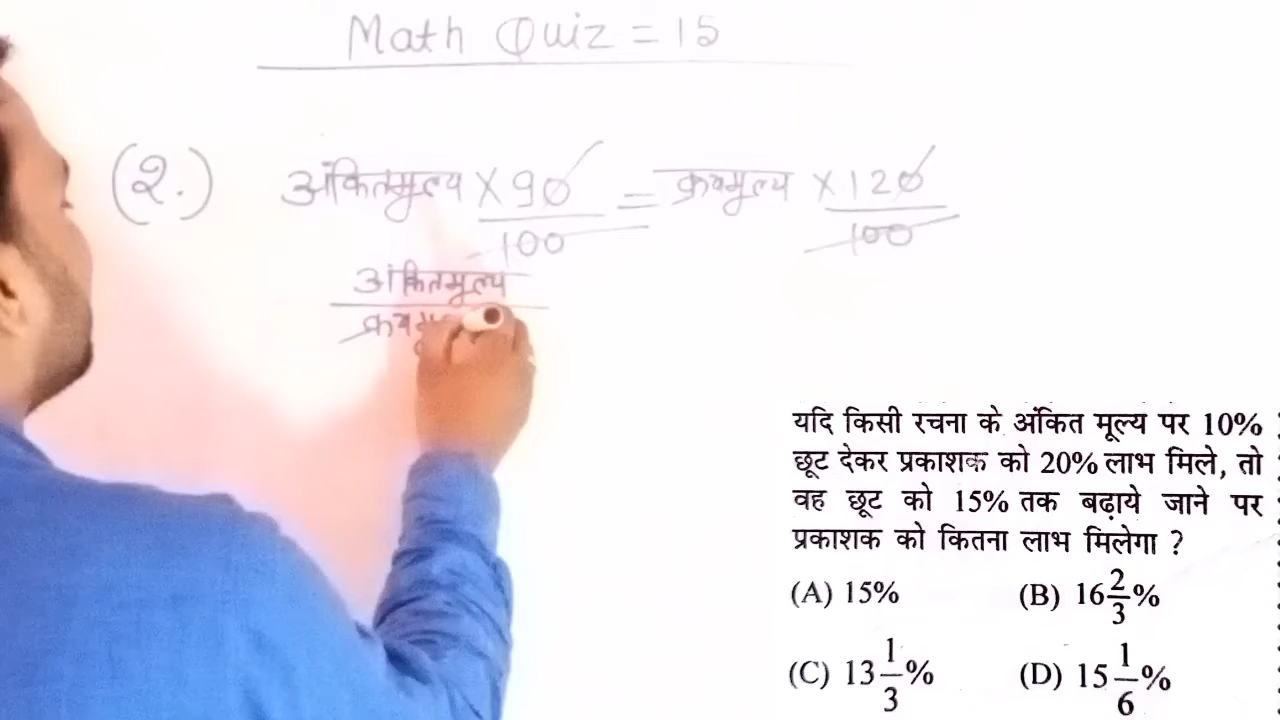 Math Quiz = 15
(2.) अंकितमूल्य × 90/100 = क्रयमूल्य × 120/100
अंकितमूल्य
यदि किसी रचना के अंकित मूल्य पर 10%
छूट देकर प्रकाशक को 20% लाभ मिले, तो
वह छूट को 15% तक बढ़ाये जाने पर
प्रकाशक को कितना लाभ मिलेगा ?
(A) 15% (B) 16 2/3%
(C) 13 1/3% (D) 15 1/6%